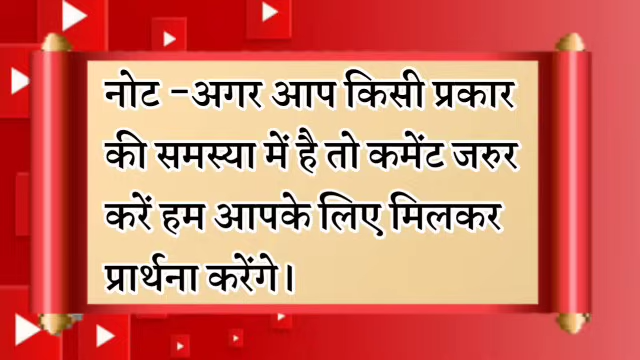 नोट -अगर आप किसी प्रकार
की समस्या में है तो कमेंट जरुर
करें हम आपके लिए मिलकर
प्रार्थना करेंगे।